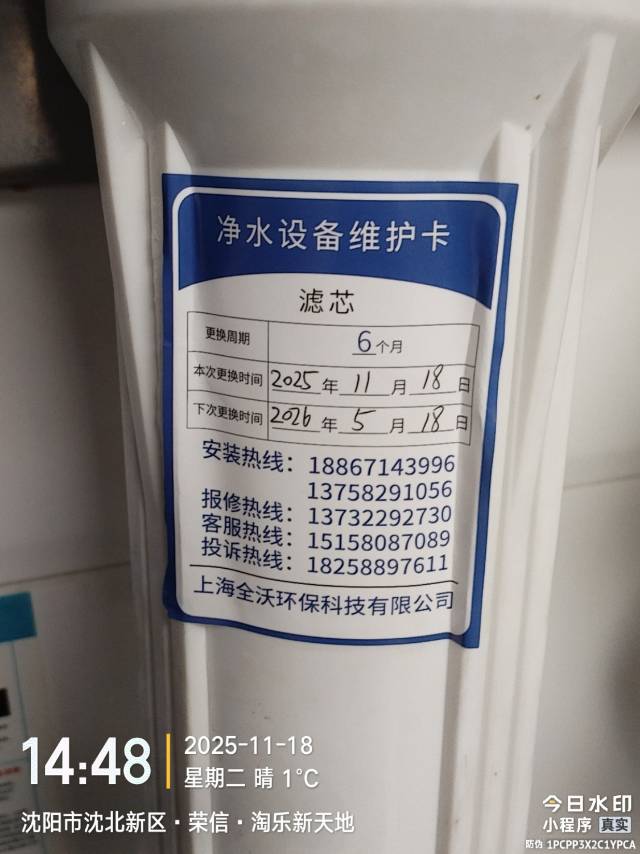 净水设备维护卡
滤芯
更换周期 6个月
本次更换时间 2025年 11月 18日
下次更换时间 2026年 5月 18日
安装热线：18867143996
13758291056
报修热线：13732292730
客服热线：15158087089
投诉热线：18258897611
上海全沃环保科技有限公司
14:48
2025-11-18
星期二 晴 1℃
沈阳市沈北新区·荣信·淘乐新天地
今日水印
小程序 真实
防伪 1PCPP3X2C1YPCA